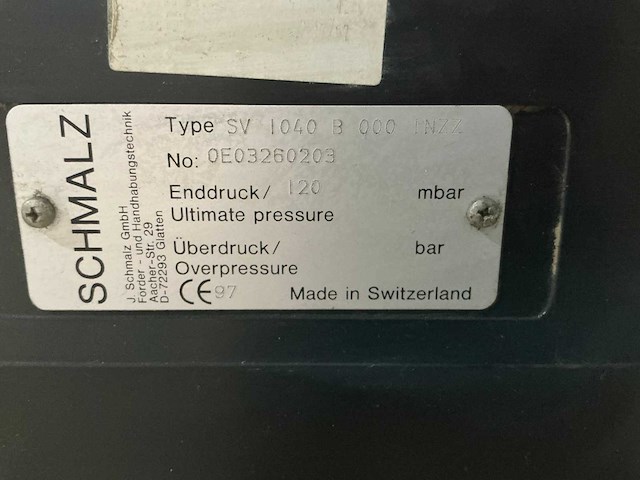 SCHMALZ
J. Schmalz GmbH
Förder - und Handhabungstechnik
Aacher-Str. 29
D-72293 Glatten
Type SV 1040 B 000
No: 0E03260203
Enddruck/ 120 mbar
Ultimate pressure
Überdruck/ bar
Overpressure
CE 97 Made in Switzerland